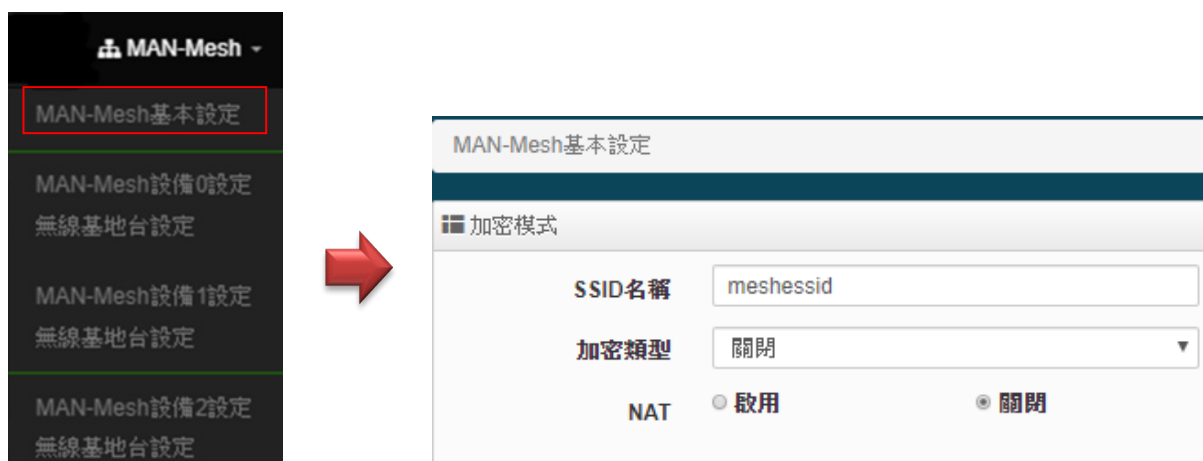 MAN-Mesh
MAN-Mesh基本設定
MAN-Mesh設備0設定
無線基地台設定
MAN-Mesh設備1設定
無線基地台設定
MAN-Mesh設備2設定
無線基地台設定
MAN-Mesh基本設定
加密模式
SSID名稱 meshessid
加密類型 關閉
NAT 啟用 關閉